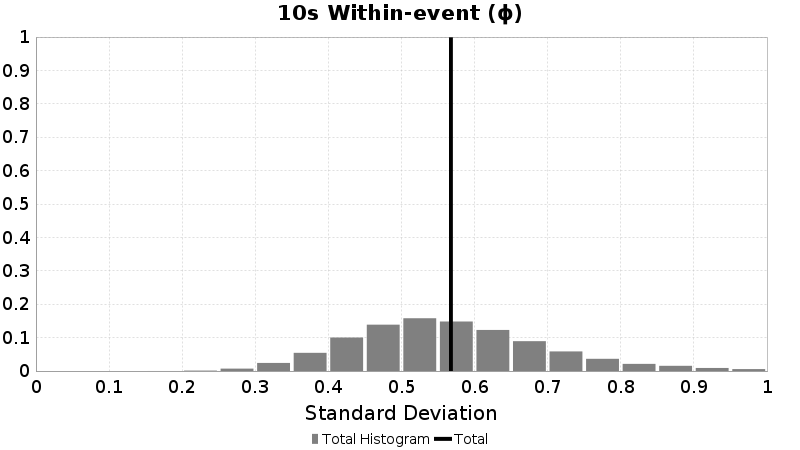 10s Within-event (ϕ)
1
0.9
0.8
0.7
0.6
0.5
0.4
0.3
0.2
0.1
0
0 0.1 0.2 0.3 0.4 0.5 0.6 0.7 0.8 0.9 1
Standard Deviation
Total Histogram Total